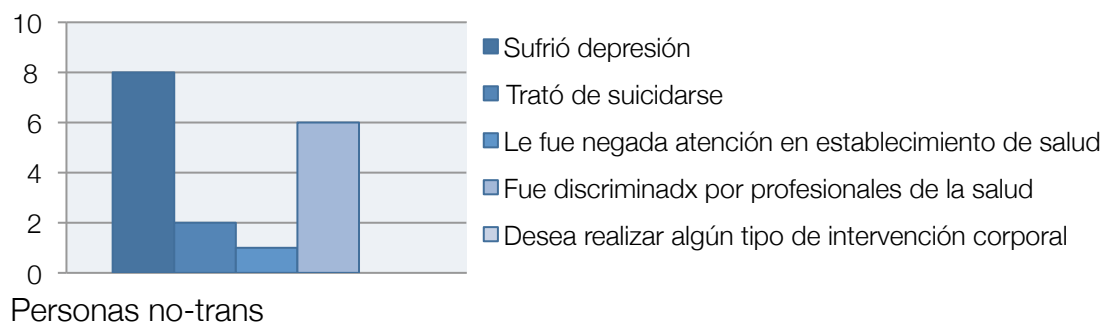 10
8
6
4
2
0
Sufrió depresión
Trató de suicidarse
Le fue negada atención en establecimiento de salud
Fue discriminadx por profesionales de la salud
Desea realizar algún tipo de intervención corporal
Personas no-trans